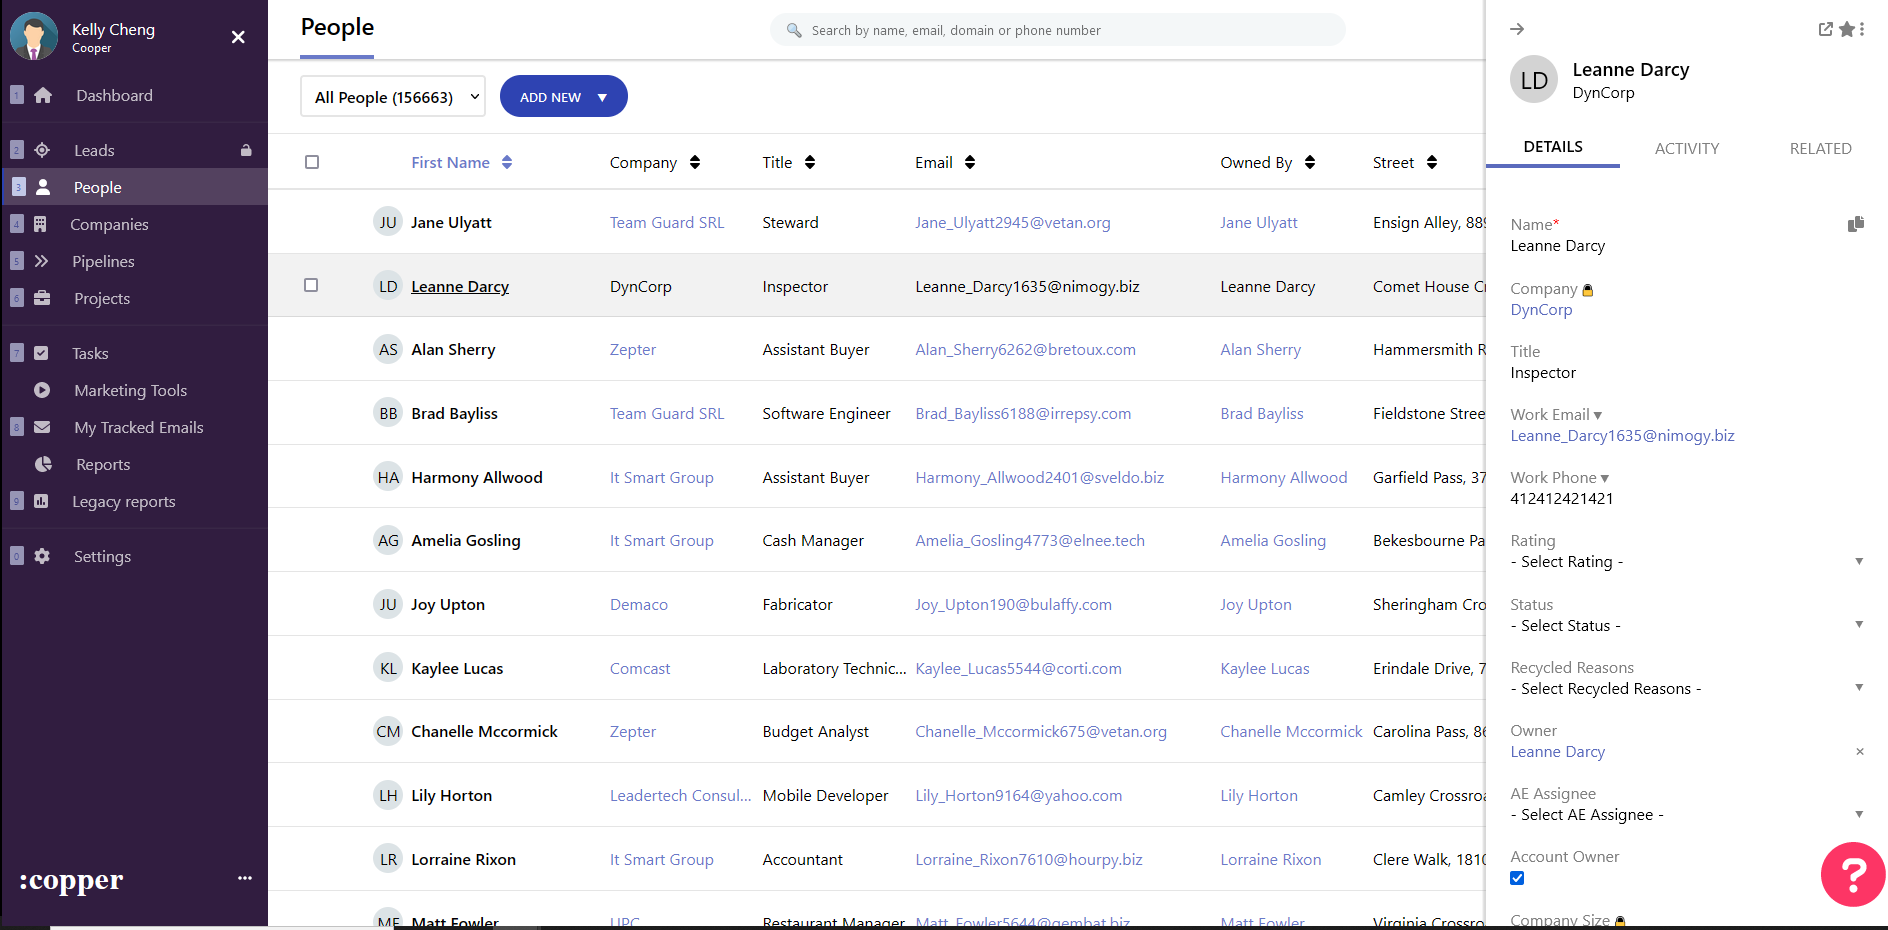 Kelly Cheng
Cooper
1 Dashboard
2 Leads
3 People
4 Companies
5 Pipelines
6 Projects
7 Tasks
Marketing Tools
8 My Tracked Emails
Reports
9 Legacy reports
0 Settings
:copper
People
Search by name, email, domain or phone number
All People (156663)
ADD NEW
First Name Company Title Email Owned By Street
JU Jane Ulyatt Team Guard SRL Steward Jane_Ulyatt2945@vetan.org Jane Ulyatt Ensign Alley, 889
LD Leanne Darcy DynCorp Inspector Leanne_Darcy1635@nimogy.biz Leanne Darcy Comet House C
AS Alan Sherry Zepter Assistant Buyer Alan_Sherry6262@bretoux.com Alan Sherry Hammersmith R
BB Brad Bayliss Team Guard SRL Software Engineer Brad_Bayliss6188@irrepsy.com Brad Bayliss Fieldstone Stree
HA Harmony Allwood It Smart Group Assistant Buyer Harmony_Allwood2401@sveldo.biz Harmony Allwood Garfield Pass, 37
AG Amelia Gosling It Smart Group Cash Manager Amelia_Gosling4773@elnee.tech Amelia Gosling Bekesbourne Pa
JU Joy Upton Demaco Fabricator Joy_Upton190@bulaffy.com Joy Upton Sheringham Cro
KL Kaylee Lucas Comcast Laboratory Technic... Kaylee_Lucas5544@corti.com Kaylee Lucas Erindale Drive, 7
CM Chanelle Mccormick Zepter Budget Analyst Chanelle_Mccormick675@vetan.org Chanelle Mccormick Carolina Pass, 86
LH Lily Horton Leadertech Consul... Mobile Developer Lily_Horton9164@yahoo.com Lily Horton Camley Crossroa
LR Lorraine Rixon It Smart Group Accountant Lorraine_Rixon7610@hourpy.biz Lorraine Rixon Clere Walk, 1810
MF Matt Fowler UPC Restaurant Manager Matt_Fowler5644@gembat.biz Matt Fowler Virginia Crossro
LD
Leanne Darcy
DynCorp
DETAILS ACTIVITY RELATED
Name*
Leanne Darcy
Company
DynCorp
Title
Inspector
Work Email
Leanne_Darcy1635@nimogy.biz
Work Phone
412412421421
Rating
- Select Rating -
Status
- Select Status -
Recycled Reasons
- Select Recycled Reasons -
Owner
Leanne Darcy
AE Assignee
- Select AE Assignee -
Account Owner
Company Size
?